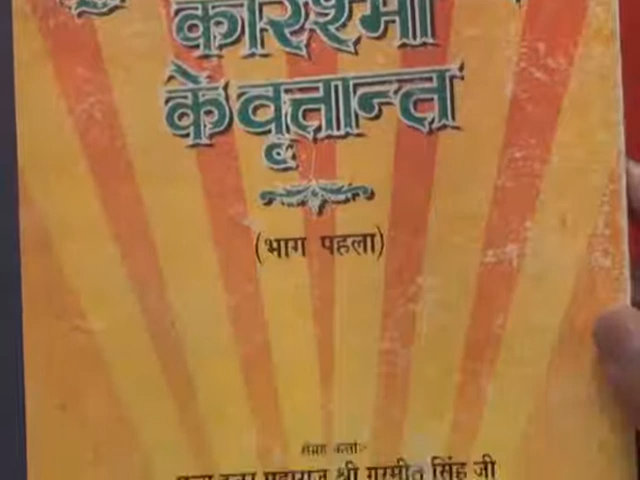 करिश्मों
के वृत्तान्त
(भाग पहला)
संग्रह कर्ता:-
महाराज श्री गुरमीत सिंह जी